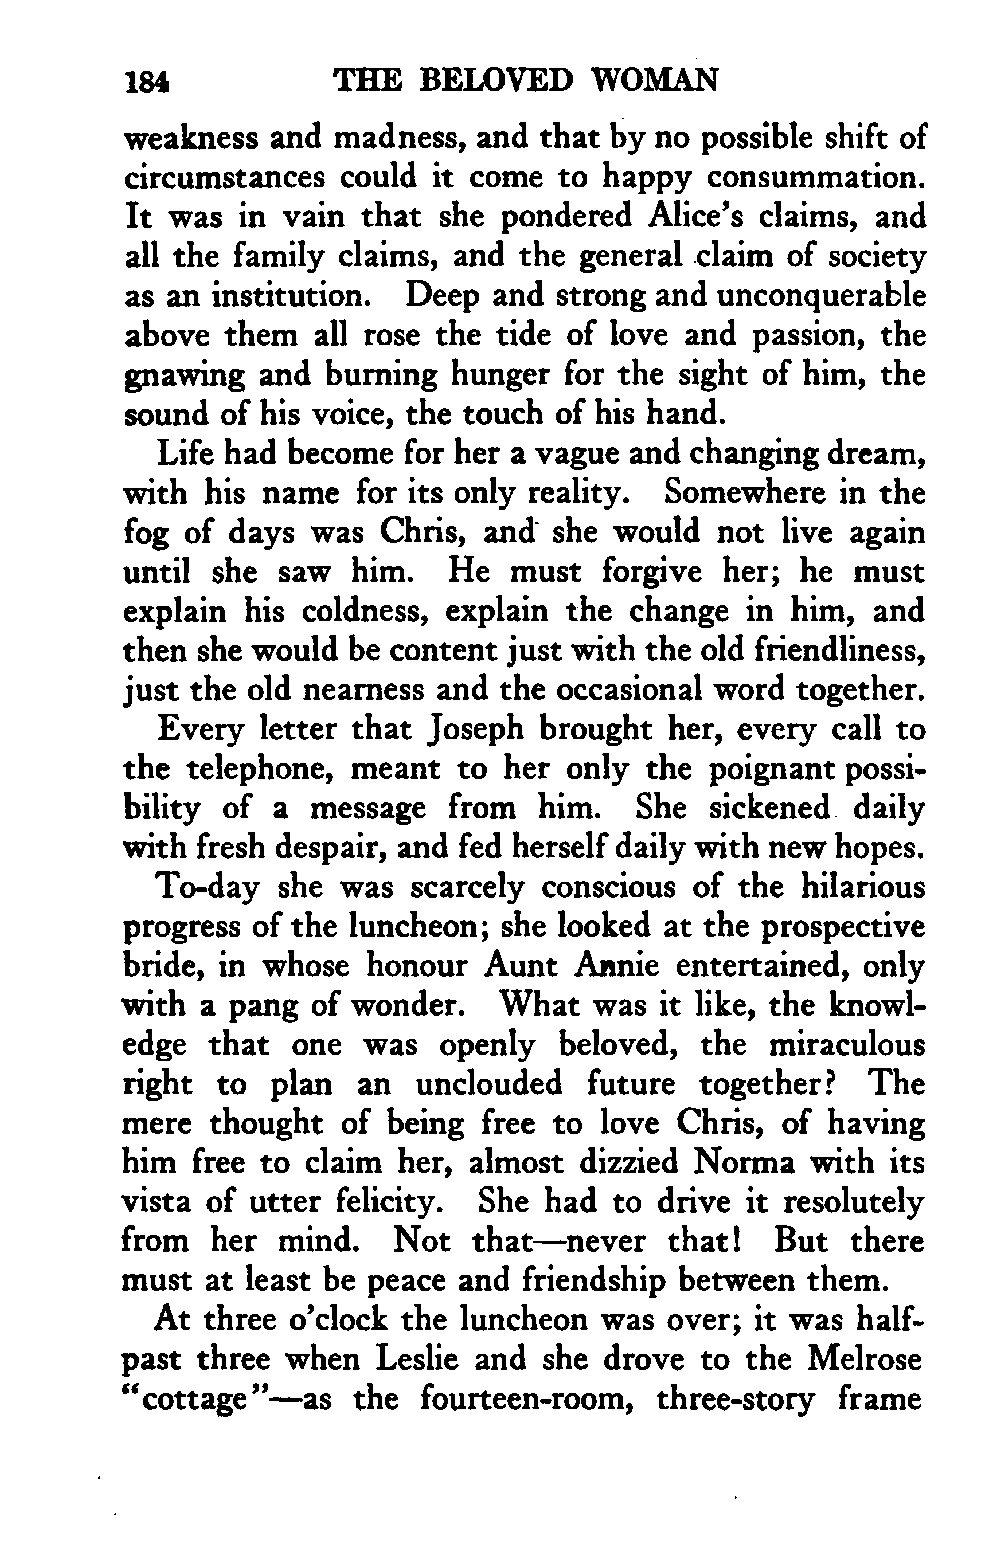 184 THE BELOVED WOMAN
weakness and madness, and that by no possible shift of
circumstances could it come to happy consummation.
It was in vain that she pondered Alice's claims, and
all the family claims, and the general claim of society
as an institution. Deep and strong and unconquerable
above them all rose the tide of love and passion, the
gnawing and burning hunger for the sight of him, the
sound of his voice, the touch of his hand.
Life had become for her a vague and changing dream,
with his name for its only reality. Somewhere in the
fog of days was Chris, and she would not live again
until she saw him. He must forgive her; he must
explain his coldness, explain the change in him, and
then she would be content just with the old friendliness,
just the old nearness and the occasional word together.
Every letter that Joseph brought her, every call to
the telephone, meant to her only the poignant possi-
bility of a message from him. She sickened daily
with fresh despair, and fed herself daily with new hopes.
To-day she was scarcely conscious of the hilarious
progress of the luncheon; she looked at the prospective
bride, in whose honour Aunt Annie entertained, only
with a pang of wonder. What was it like, the knowl-
edge that one was openly beloved, the miraculous
right to plan an unclouded future together? The
mere thought of being free to love Chris, of having
him free to claim her, almost dizzied Norma with its
vista of utter felicity. She had to drive it resolutely
from her mind. Not that—never that! But there
must at least be peace and friendship between them.
At three o'clock the luncheon was over; it was half-
past three when Leslie and she drove to the Melrose
"cottage"—as the fourteen-room, three-story frame